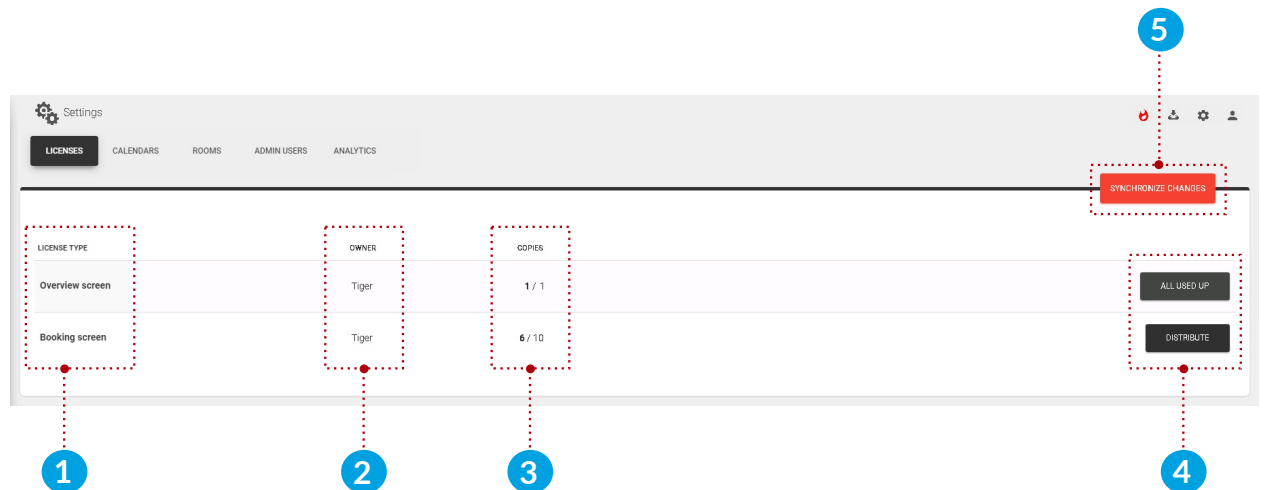 5
Settings
LICENSES CALENDARS ROOMS ADMIN USERS ANALYTICS
SYNCHRONIZE CHANGES
LICENSE TYPE OWNER COPIES
Overview screen Tiger 1 / 1 ALL USED UP
Booking screen Tiger 6 / 10 DISTRIBUTE
1 2 3 4